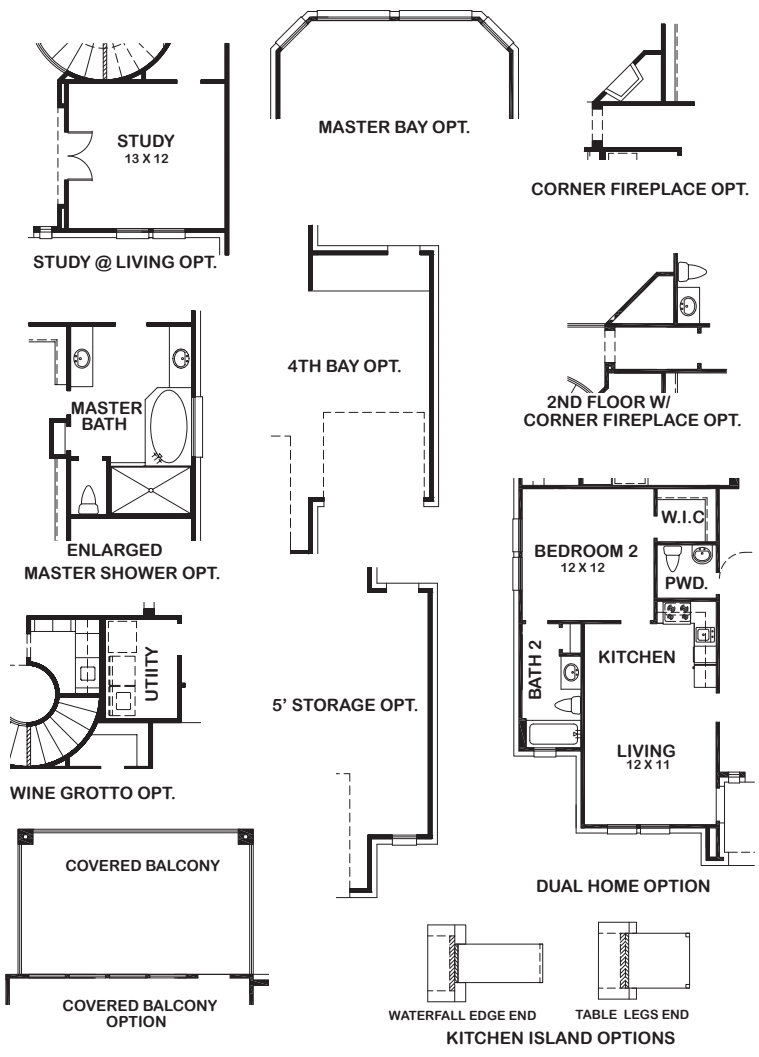 STUDY
13 X 12
STUDY @ LIVING OPT.
MASTER BAY OPT.
CORNER FIREPLACE OPT.
MASTER
BATH
ENLARGED
MASTER SHOWER OPT.
4TH BAY OPT.
2ND FLOOR W/
CORNER FIREPLACE OPT.
UTIITY
WINE GROTTO OPT.
5' STORAGE OPT.
W.I.C
BEDROOM 2
12 X 12
PWD.
BATH 2
KITCHEN
LIVING
12 X 11
DUAL HOME OPTION
COVERED BALCONY
COVERED BALCONY
OPTION
WATERFALL EDGE END
TABLE LEGS END
KITCHEN ISLAND OPTIONS